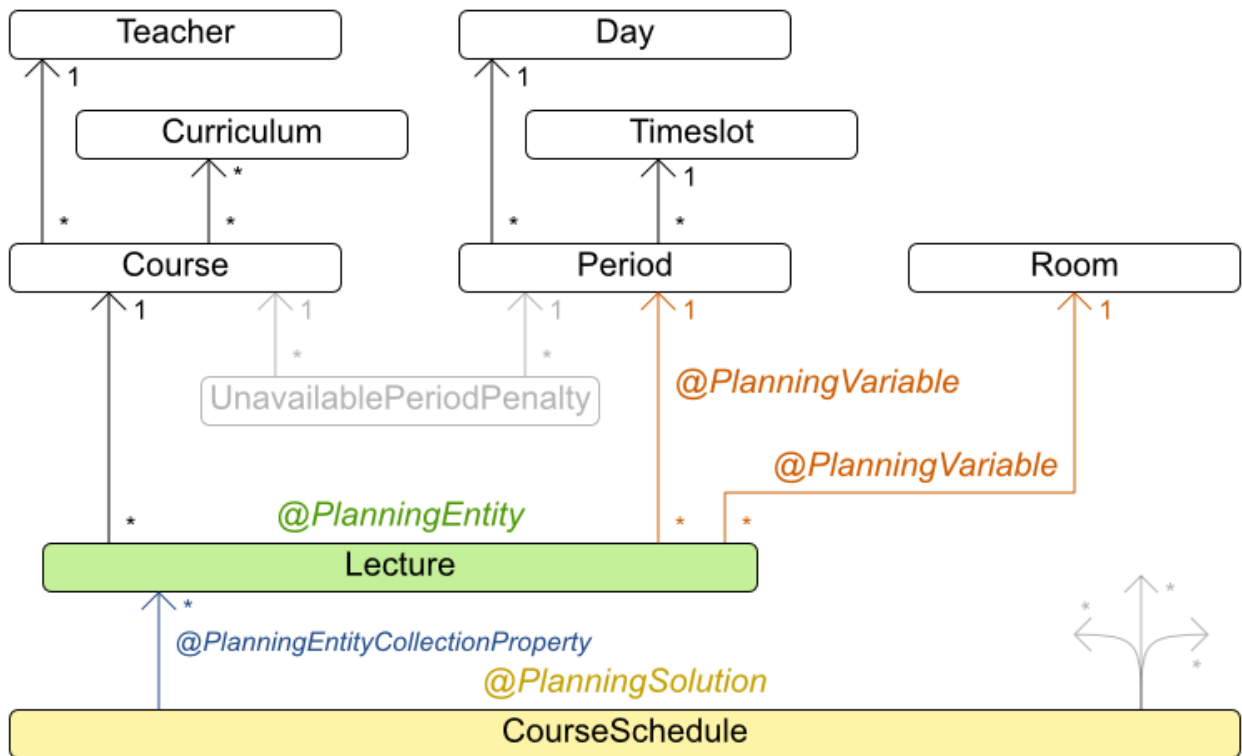 Teacher
Day
1
1
Curriculum
Timeslot
*
1
*
*
*
*
Course
Period
Room
1
1
1
1
1
*
*
@PlanningVariable
UnavailablePeriodPenalty
@PlanningVariable
@PlanningEntity
*
*
*
Lecture
*
*
*
@PlanningEntityCollectionProperty
*
@PlanningSolution
CourseSchedule